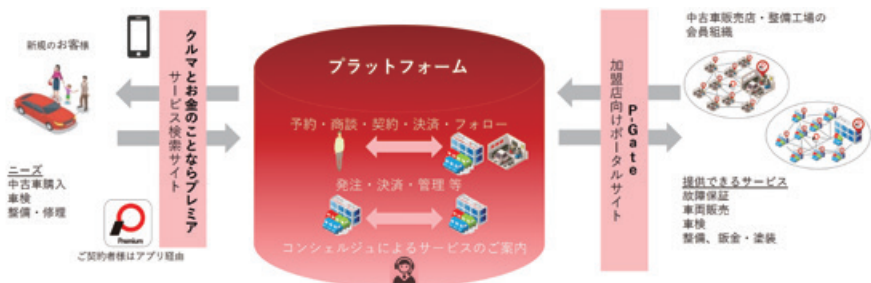 新規のお客様
ニーズ
中古車購入
車検
整備・修理
Premium
ご契約者様はアプリ経由
クルマとお金のことならプレミア
サービス検索サイト
プラットフォーム
予約・商談・契約・決済・フォロー
発注・決済・管理 等
コンシェルジュによるサービスのご案内
P-Gate
加盟店向けポータルサイト
中古車販売店・整備工場の
会員組織
提供できるサービス
故障保証
車両販売
車検
整備、鈑金・塗装